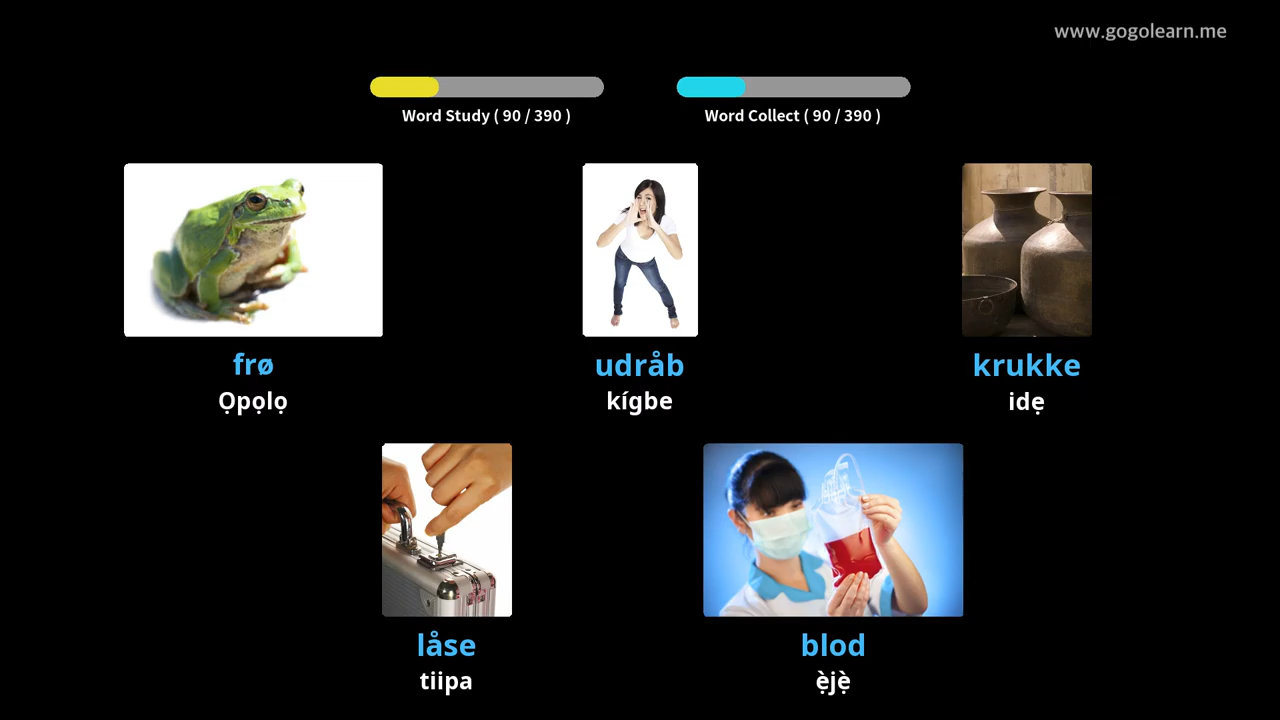 www.gogolearn.me
Word Study ( 90 / 390 )
Word Collect ( 90 / 390 )
frø
Ọpọlọ
udråb
kígbe
krukke
idẹ
låse
tiipa
blod
ẹ̀jẹ̀